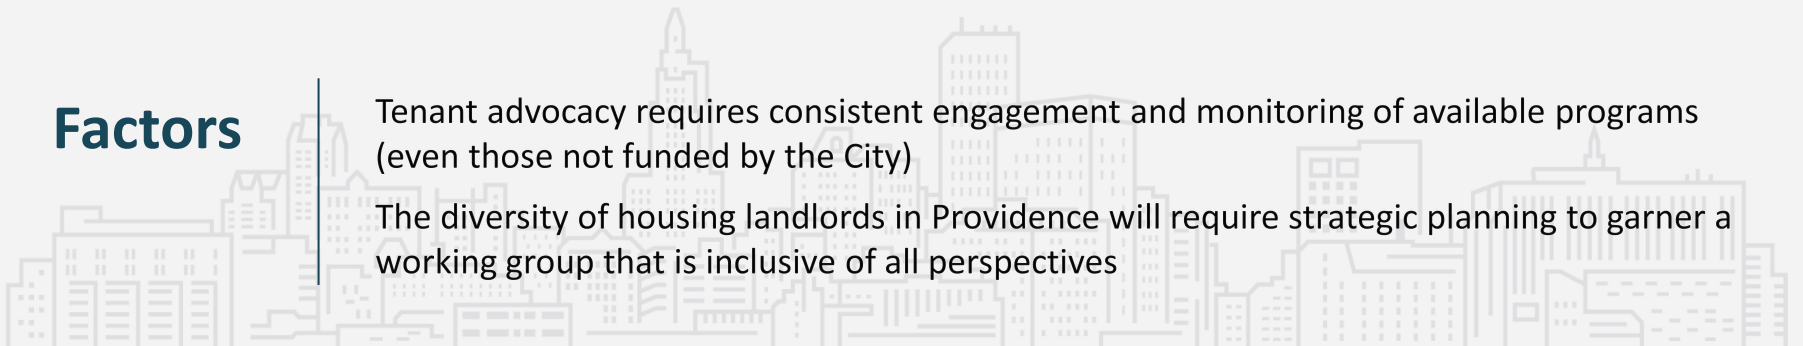 Factors
Tenant advocacy requires consistent engagement and monitoring of available programs
(even those not funded by the City)
The diversity of housing landlords in Providence will require strategic planning to garner a
working group that is inclusive of all perspectives